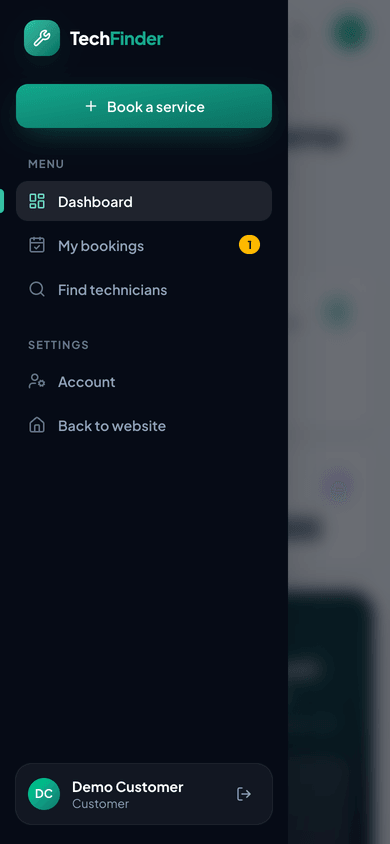 TechFinder
+ Book a service
MENU
Dashboard
My bookings 1
Find technicians
SETTINGS
Account
Back to website
DC Demo Customer
Customer